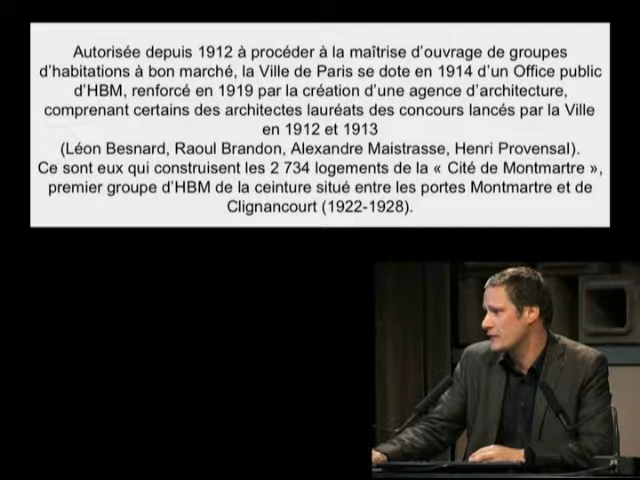 Autorisée depuis 1912 à procéder à la maîtrise d'ouvrage de groupes
d'habitations à bon marché, la Ville de Paris se dote en 1914 d'un Office public
d'HBM, renforcé en 1919 par la création d'une agence d'architecture,
comprenant certains des architectes lauréats des concours lancés par la Ville
en 1912 et 1913
(Léon Besnard, Raoul Brandon, Alexandre Maistrasse, Henri Provensal).
Ce sont eux qui construisent les 2 734 logements de la « Cité de Montmartre »,
premier groupe d'HBM de la ceinture situé entre les portes Montmartre et de
Clignancourt (1922-1928).